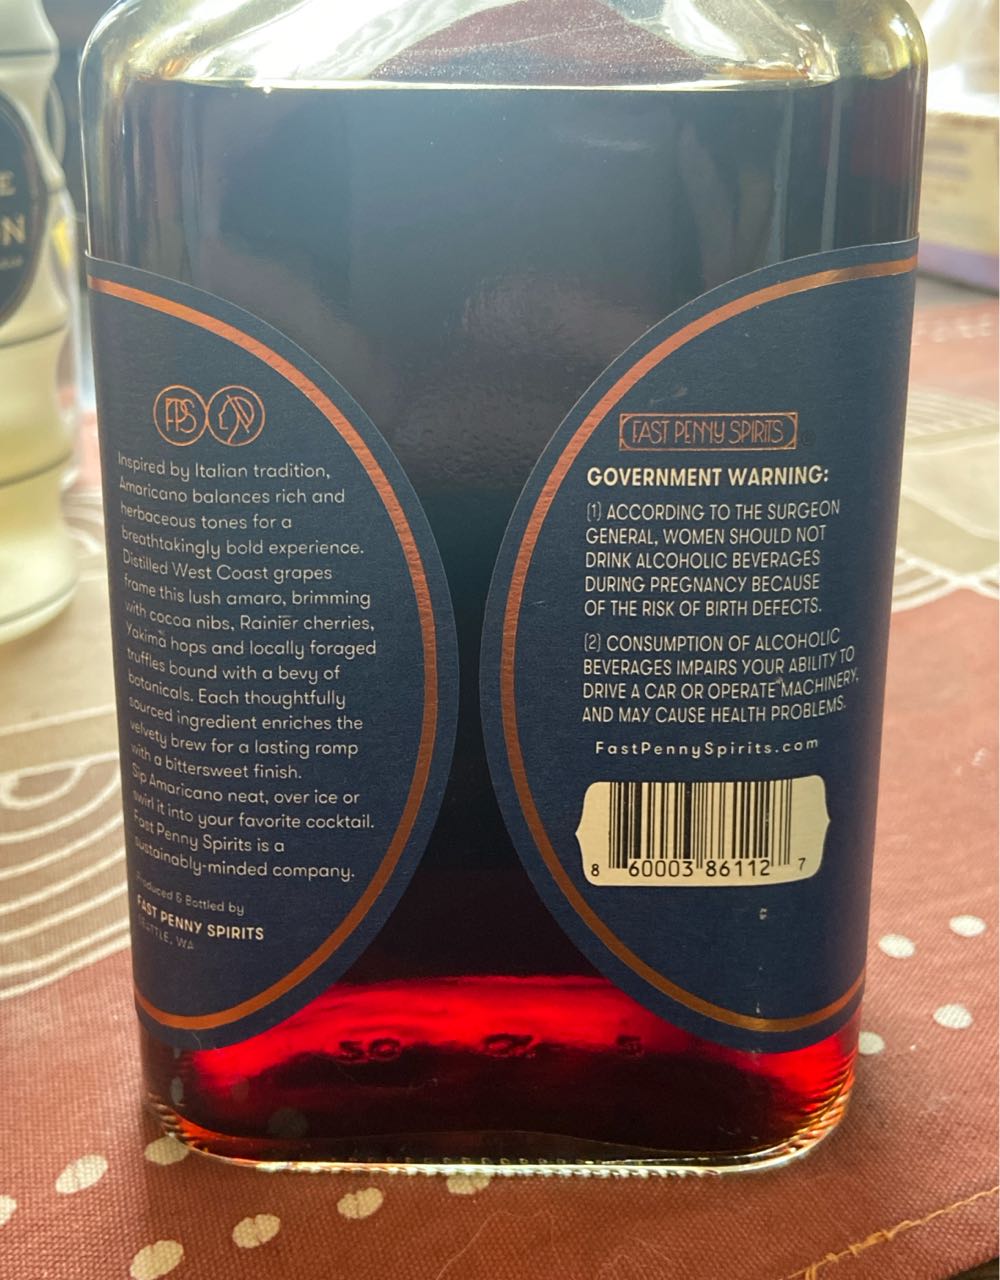 E
N
FPS
Inspired by Italian tradition,
Amaricano balances rich and
herbaceous tones for a
breathtakingly bold experience.
Distilled West Coast grapes
frame this lush amaro, brimming
with cocoa nibs, Rainier cherries,
Yakima hops and locally foraged
truffles bound with a bevy of
botanicals. Each thoughtfully
sourced ingredient enriches the
velvety brew for a lasting romp
with a bittersweet finish.
Sip Amaricano neat, over ice or
swirl it into your favorite cocktail.
Fast Penny Spirits is a
sustainably-minded company.
Produced & Bottled by
FAST PENNY SPIRITS
SEATTLE, WA
FAST PENNY SPIRITS ®
GOVERNMENT WARNING:
(1) ACCORDING TO THE SURGEON
GENERAL, WOMEN SHOULD NOT
DRINK ALCOHOLIC BEVERAGES
DURING PREGNANCY BECAUSE
OF THE RISK OF BIRTH DEFECTS.
(2) CONSUMPTION OF ALCOHOLIC
BEVERAGES IMPAIRS YOUR ABILITY TO
DRIVE A CAR OR OPERATE MACHINERY,
AND MAY CAUSE HEALTH PROBLEMS.
FastPennySpirits.com
8 60003 86112 7